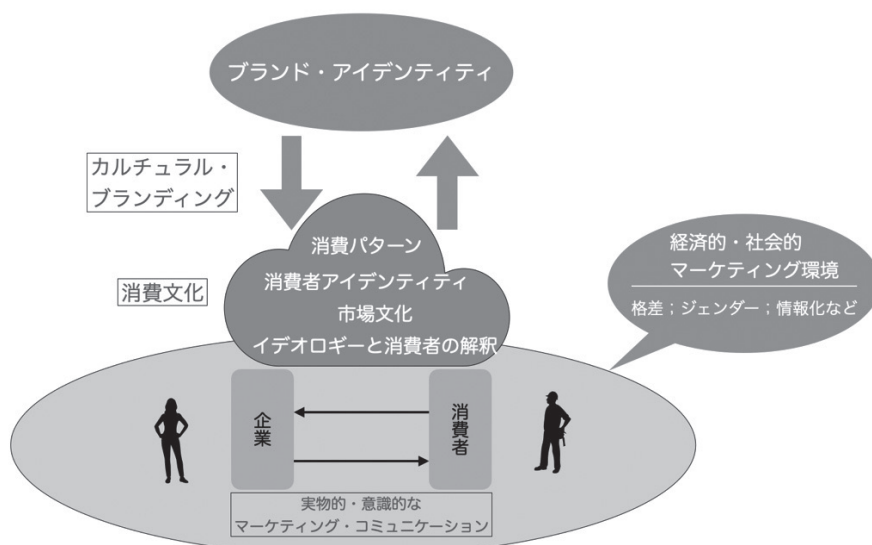 ブランド・アイデンティティ
カルチュラル・
ブランディング
消費パターン
消費者アイデンティティ
市場文化
イデオロギーと消費者の解釈
消費文化
経済的・社会的
マーケティング環境
格差；ジェンダー；情報化など
企業
消費者
実物的・意識的な
マーケティング・コミュニケーション